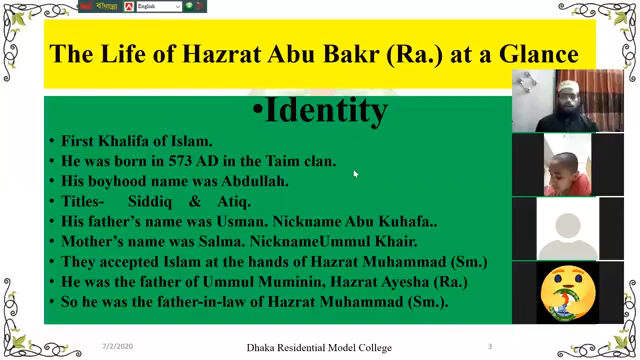 বাংলা
English
The Life of Hazrat Abu Bakr (Ra.) at a Glance
•Identity
• First Khalifa of Islam.
• He was born in 573 AD in the Taim clan.
• His boyhood name was Abdullah.
• Titles- Siddiq & Atiq.
• His father's name was Usman. Nickname Abu Kuhafa..
• Mother's name was Salma. NicknameUmmul Khair.
• They accepted Islam at the hands of Hazrat Muhammad (Sm.)
• He was the father of Ummul Muminin, Hazrat Ayesha (Ra.)
• So he was the father-in-law of Hazrat Muhammad (Sm.).
7/2/2020 Dhaka Residential Model College 3